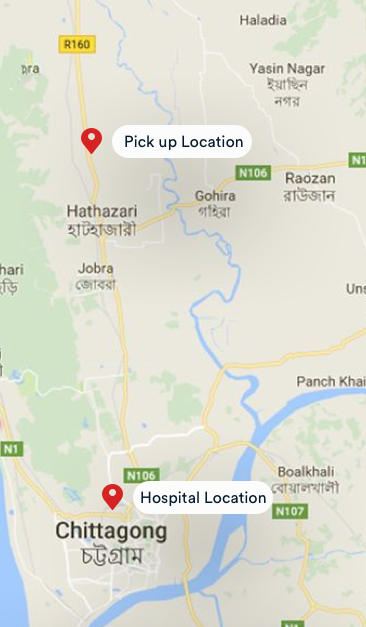 Haladia
R160
Yasin Nagar
ইয়াছিন
নগর
Pick up Location
N106
Raozan
রাউজান
Gohira
গহিরা
Hathazari
হাটহাজারী
Jobra
জোবরা
Panch Khai
N1
N106
Boalkhali
বোয়ালখালী
Hospital Location
N107
Chittagong
চট্টগ্রাম
N1